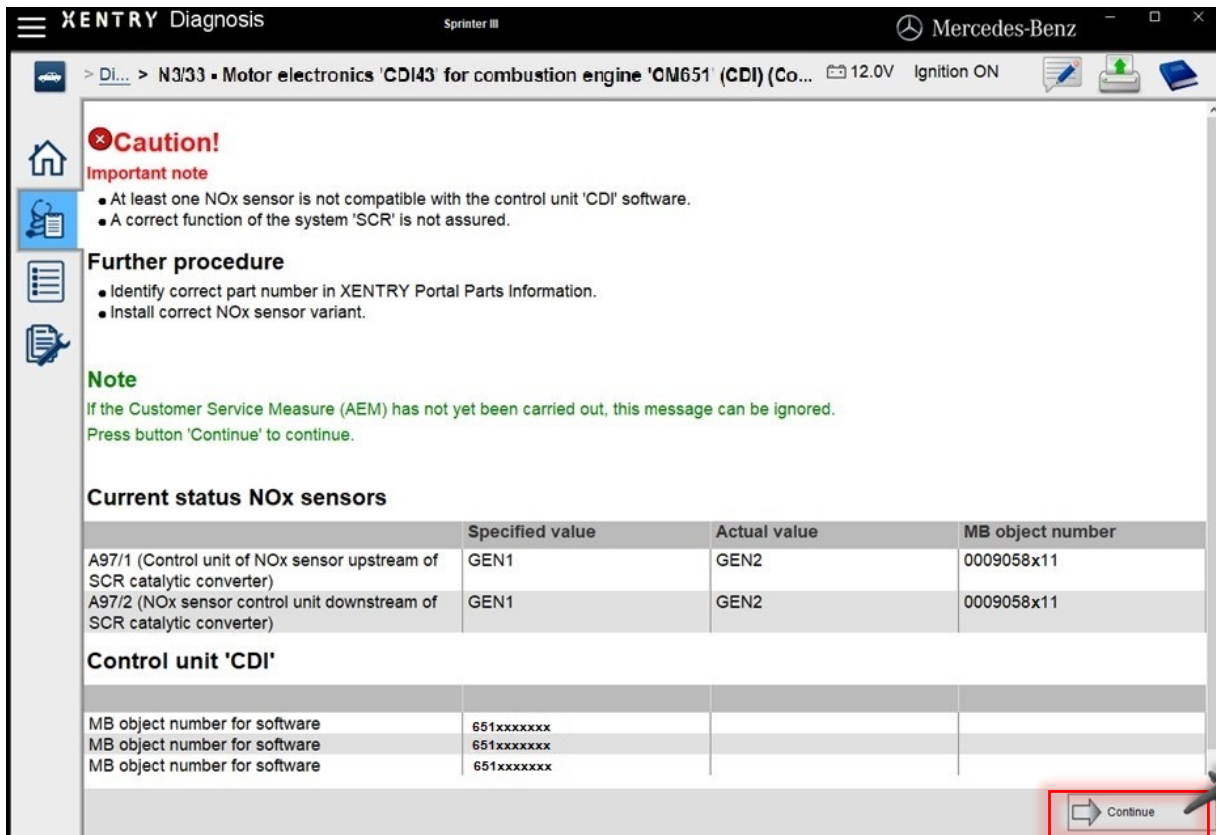 XENTRY Diagnosis
Sprinter III
Mercedes-Benz
> Di... > N3/33 - Motor electronics 'CDI43' for combustion engine 'OM651' (CDI) (Co...
12.0V
Ignition ON
Caution!
Important note
• At least one NOx sensor is not compatible with the control unit 'CDI' software.
• A correct function of the system 'SCR' is not assured.
Further procedure
• Identify correct part number in XENTRY Portal Parts Information.
• Install correct NOx sensor variant.
Note
If the Customer Service Measure (AEM) has not yet been carried out, this message can be ignored.
Press button 'Continue' to continue.
Current status NOx sensors
Specified value Actual value MB object number
A97/1 (Control unit of NOx sensor upstream of GEN1 GEN2 0009058x11
SCR catalytic converter)
A97/2 (NOx sensor control unit downstream of GEN1 GEN2 0009058x11
SCR catalytic converter)
Control unit 'CDI'
MB object number for software 651xxxxxxx
MB object number for software 651xxxxxxx
MB object number for software 651xxxxxxx
Continue